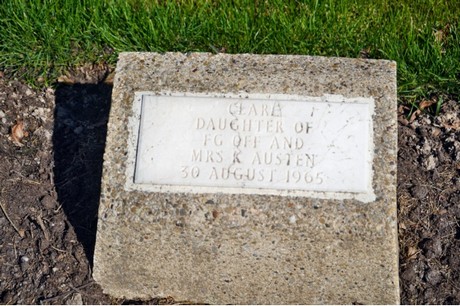 CLARE
DAUGHTER OF
FG OFF AND
MRS K AUSTEN
30 AUGUST 1965